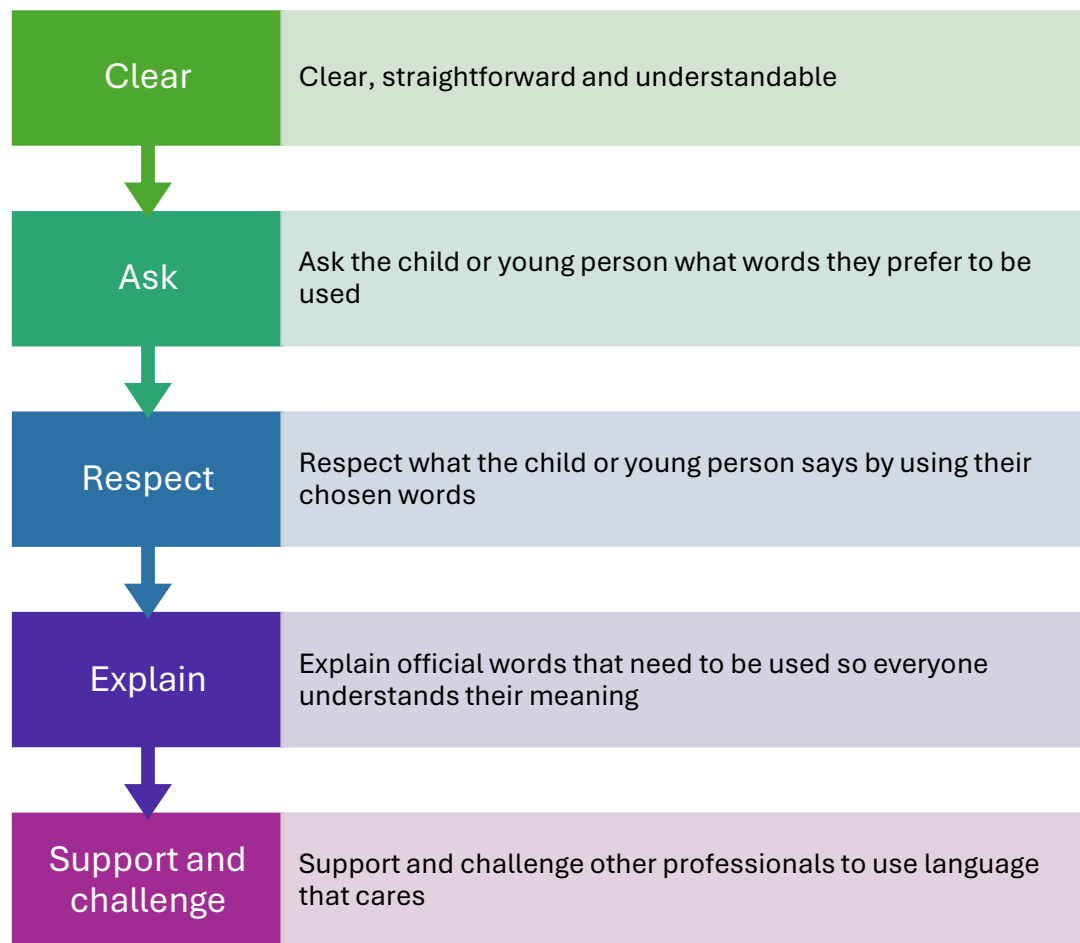 Clear
Clear, straightforward and understandable
Ask
Ask the child or young person what words they prefer to be
used
Respect
Respect what the child or young person says by using their
chosen words
Explain
Explain official words that need to be used so everyone
understands their meaning
Support and
challenge
Support and challenge other professionals to use language
that cares